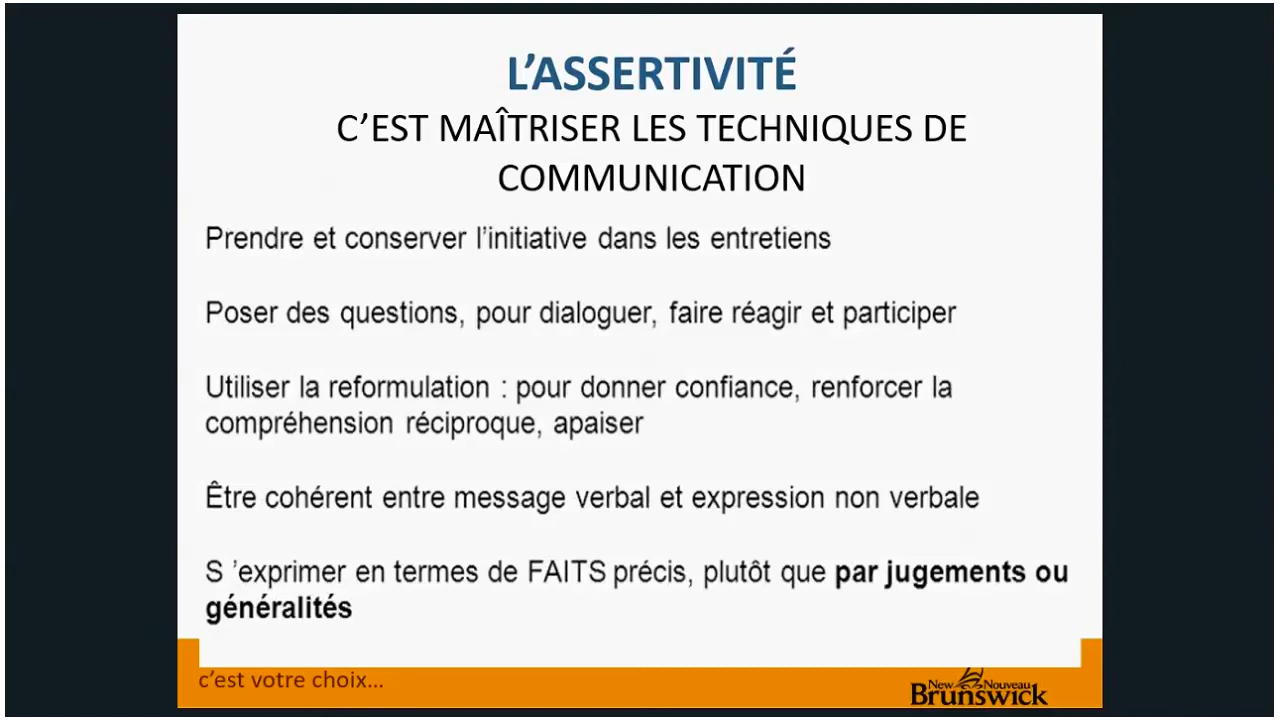 L’ASSERTIVITÉ
C’EST MAÎTRISER LES TECHNIQUES DE
COMMUNICATION
Prendre et conserver l’initiative dans les entretiens
Poser des questions, pour dialoguer, faire réagir et participer
Utiliser la reformulation : pour donner confiance, renforcer la
compréhension réciproque, apaiser
Être cohérent entre message verbal et expression non verbale
S ’exprimer en termes de FAITS précis, plutôt que par jugements ou
généralités
c’est votre choix...
New Nouveau
Brunswick